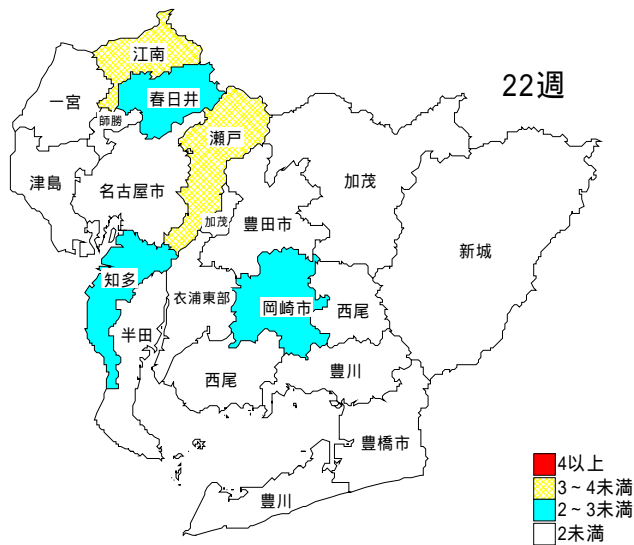 江南
22週
一宮
春日井
師勝
瀬戸
津島
名古屋市
加茂
加茂
豊田市
新城
知多
衣浦東部
岡崎市
西尾
半田
西尾
豊川
豊橋市
豊川
4以上
3~4未満
2~3未満
2未満